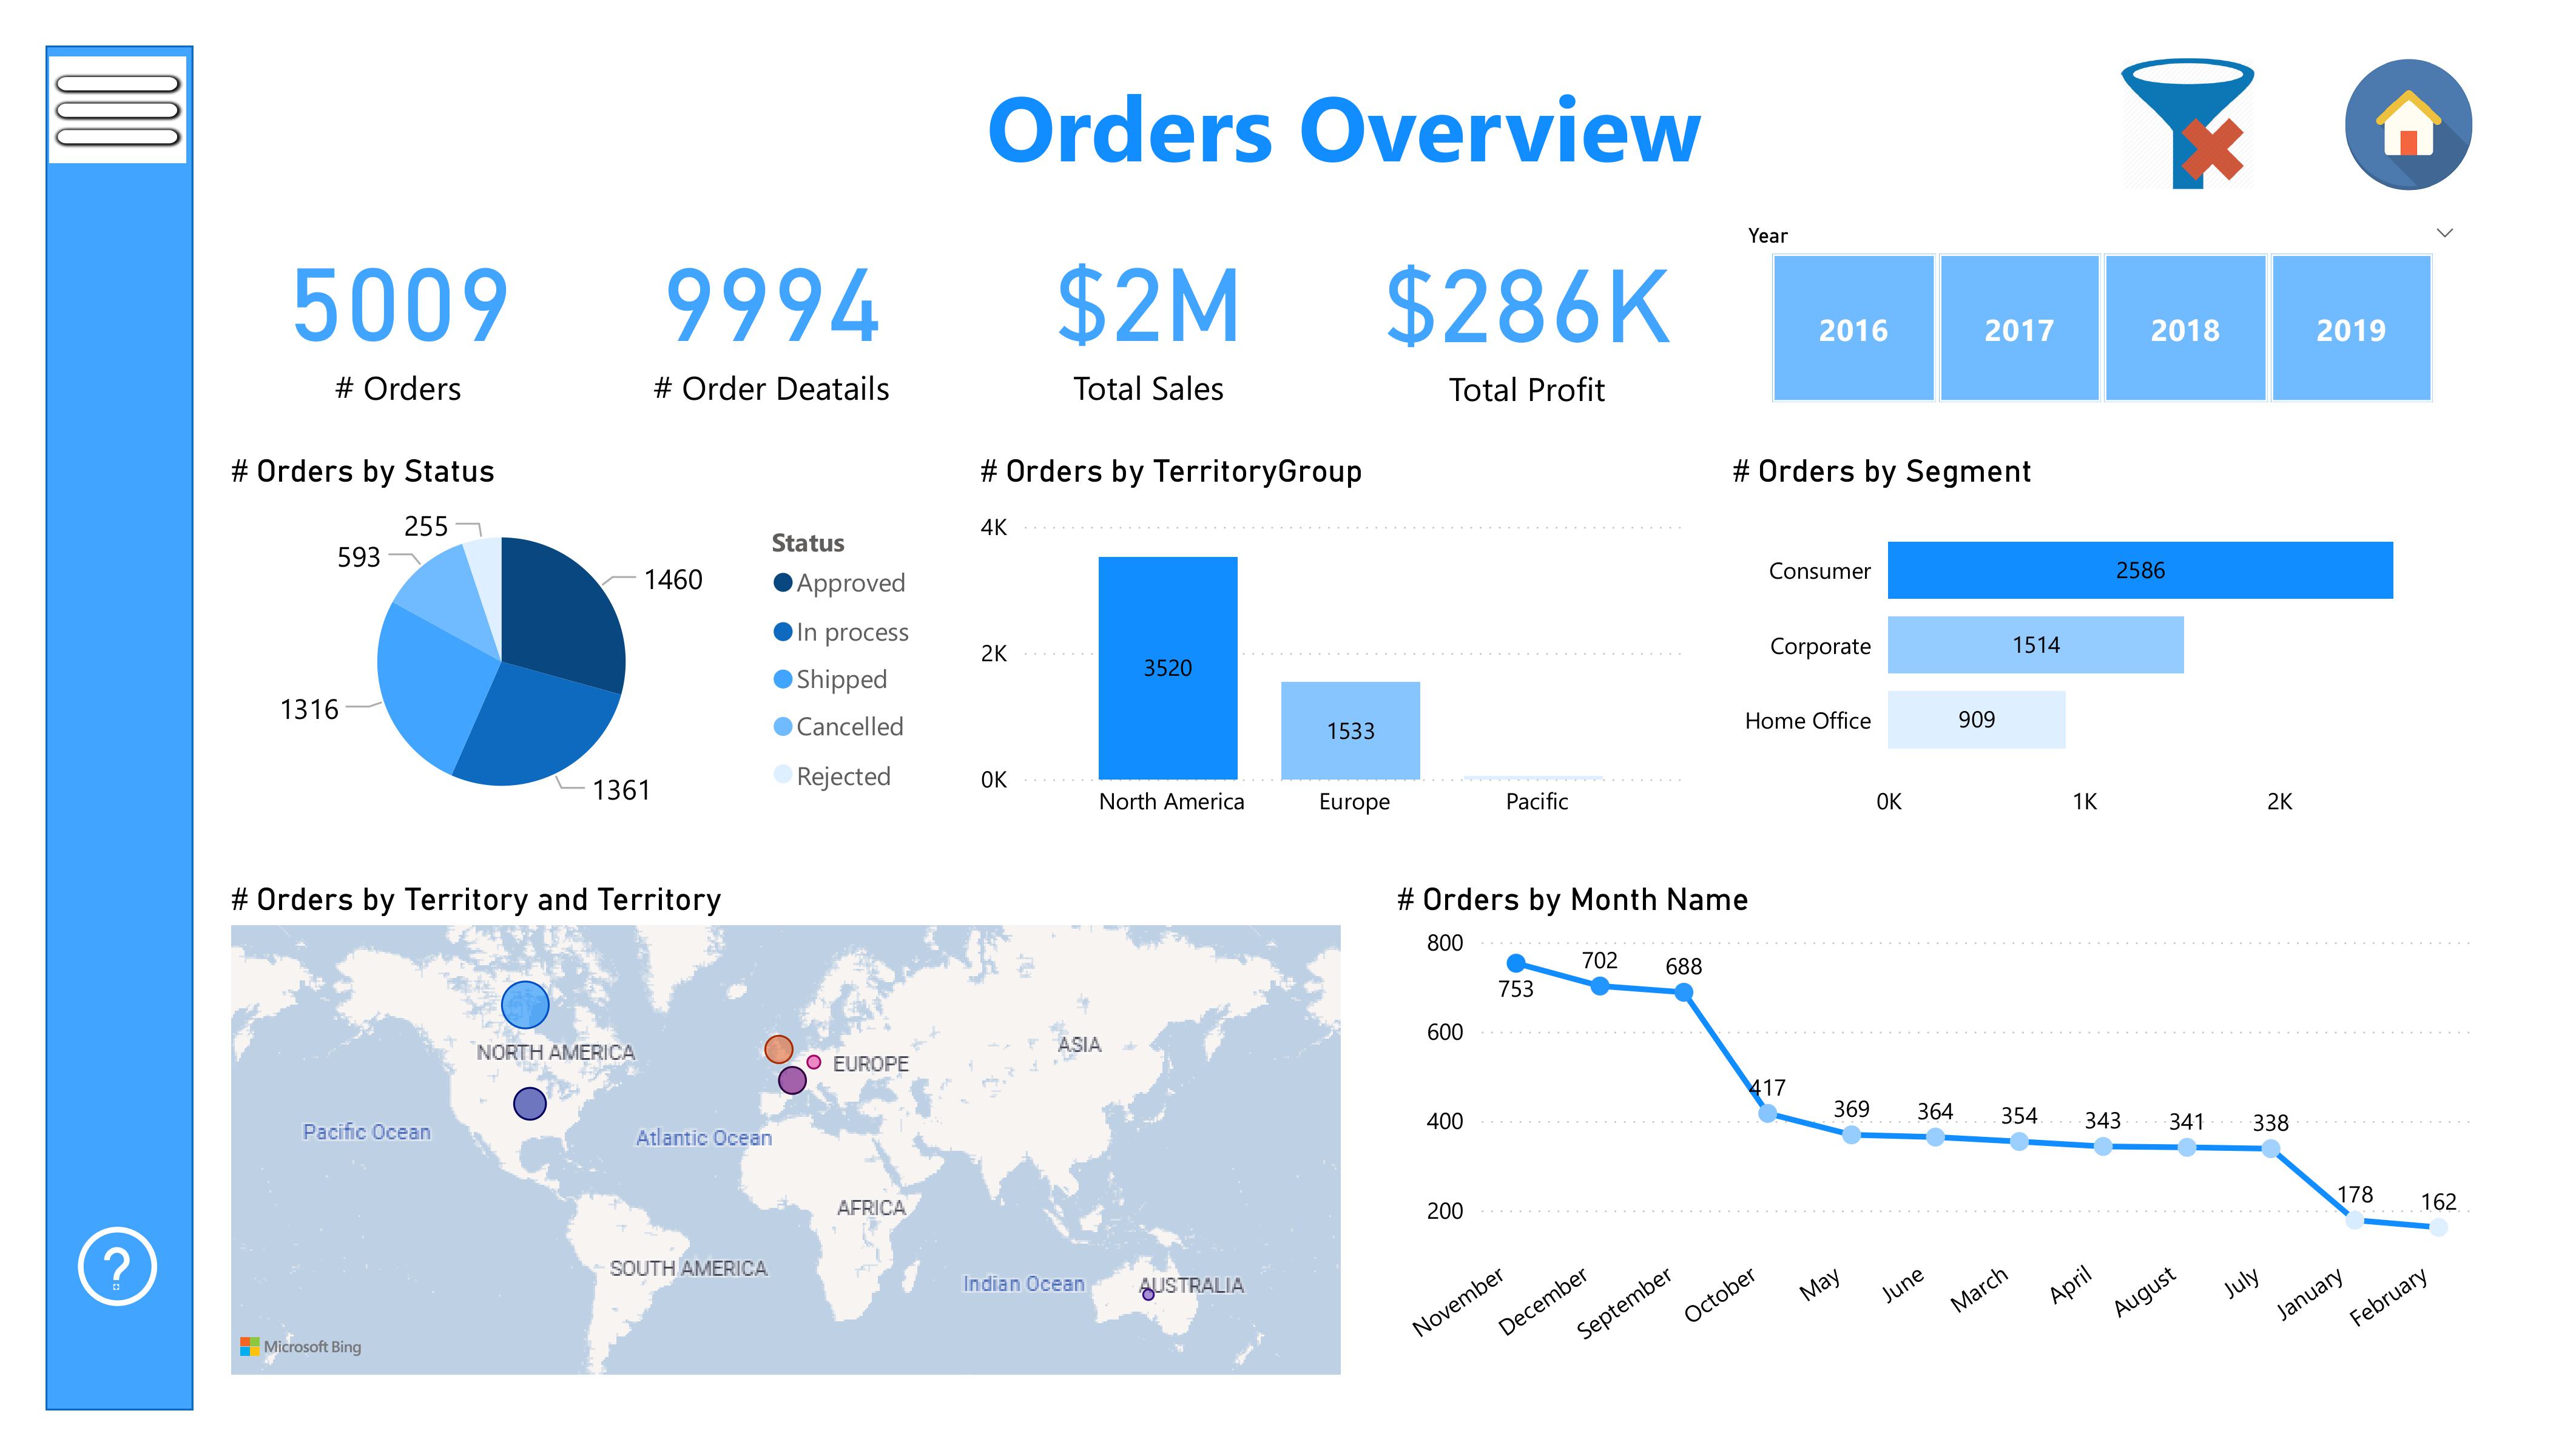 Orders Overview
Year
5009
# Orders
9994
# Order Deatails
$2M
Total Sales
$286K
Total Profit
2016
2017
2018
2019
# Orders by Status
255
593
1460
1316
1361
Status
Approved
In process
Shipped
Cancelled
Rejected
# Orders by TerritoryGroup
4K
2K
0K
3520
1533
North America
Europe
Pacific
# Orders by Segment
Consumer
2586
Corporate
1514
Home Office
909
0K
1K
2K
# Orders by Territory and Territory
NORTH AMERICA
EUROPE
ASIA
Pacific Ocean
Atlantic Ocean
AFRICA
SOUTH AMERICA
Indian Ocean
AUSTRALIA
Microsoft Bing
?
# Orders by Month Name
800
600
400
200
753
702
688
417
369
364
354
343
341
338
178
162
November
December
September
October
May
June
March
April
August
July
January
February